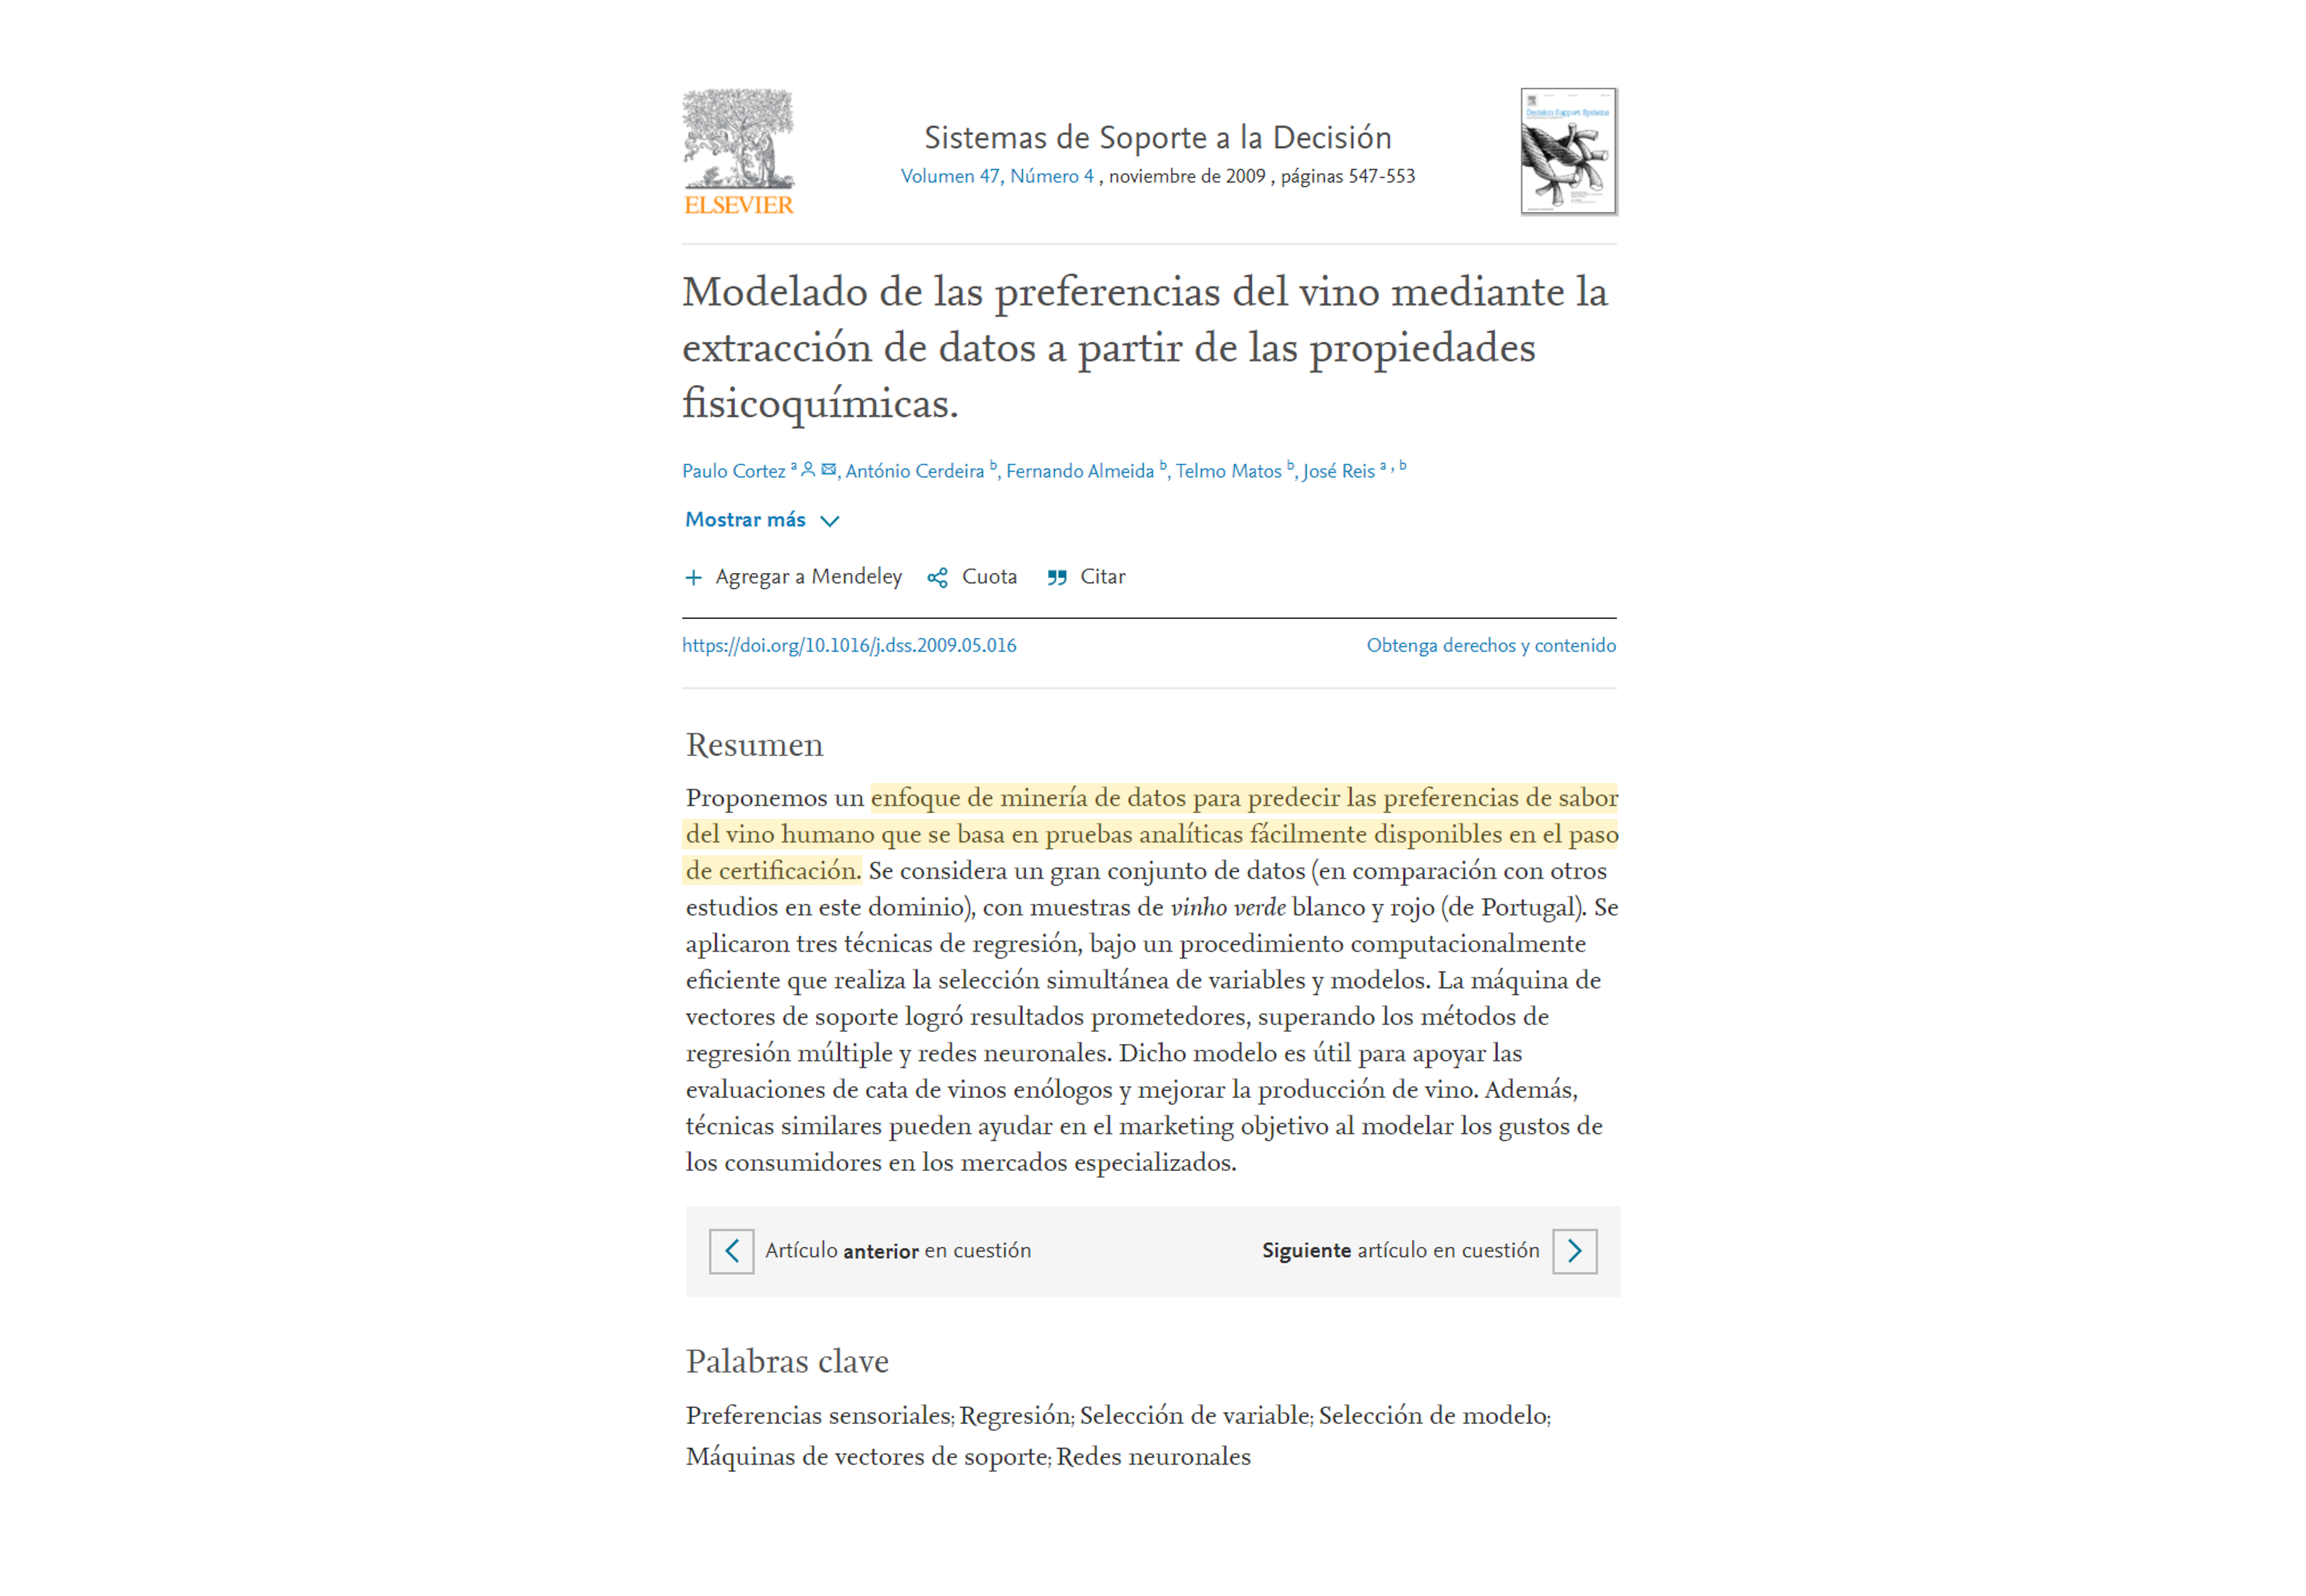 ELSEVIER
Sistemas de Soporte a la Decisión
Volumen 47, Número 4 , noviembre de 2009 , páginas 547-553
Decision Support Systems
Modelado de las preferencias del vino mediante la
extracción de datos a partir de las propiedades
fisicoquímicas.
Paulo Cortez a, António Cerdeira b, Fernando Almeida b, Telmo Matos b, José Reis a, b
Mostrar más
Agregar a Mendeley Cuota Citar
https://doi.org/10.1016/j.dss.2009.05.016 Obtenga derechos y contenido
Resumen
Proponemos un enfoque de minería de datos para predecir las preferencias de sabor
del vino humano que se basa en pruebas analíticas fácilmente disponibles en el paso
de certificación. Se considera un gran conjunto de datos (en comparación con otros
estudios en este dominio), con muestras de vinho verde blanco y rojo (de Portugal). Se
aplicaron tres técnicas de regresión, bajo un procedimiento computacionalmente
eficiente que realiza la selección simultánea de variables y modelos. La máquina de
vectores de soporte logró resultados prometedores, superando los métodos de
regresión múltiple y redes neuronales. Dicho modelo es útil para apoyar las
evaluaciones de cata de vinos enólogos y mejorar la producción de vino. Además,
técnicas similares pueden ayudar en el marketing objetivo al modelar los gustos de
los consumidores en los mercados especializados.
Artículo anterior en cuestión Siguiente artículo en cuestión
Palabras clave
Preferencias sensoriales; Regresión; Selección de variable; Selección de modelo;
Máquinas de vectores de soporte; Redes neuronales